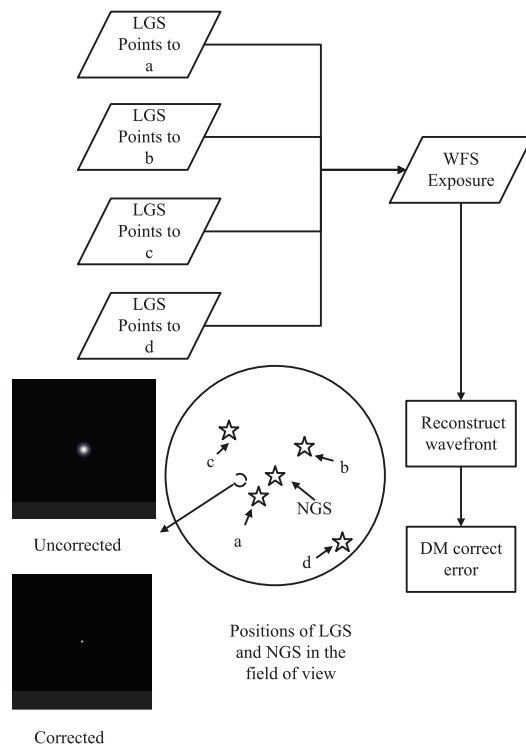 LGS
Points to
a
LGS
Points to
b
LGS
Points to
c
LGS
Points to
d
WFS
Exposure
Reconstruct
wavefront
DM correct
error
c
b
NGS
a
d
Uncorrected
Positions of LGS
and NGS in the
field of view
Corrected